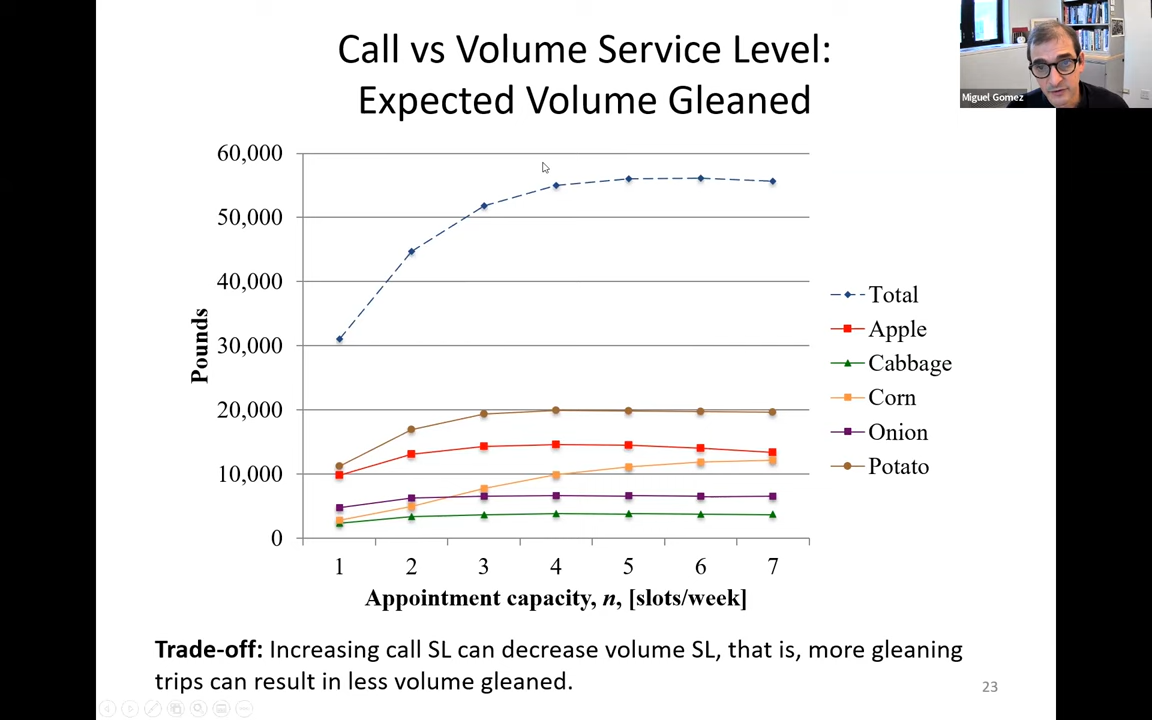 Call vs Volume Service Level:
Expected Volume Gleaned
Miguel Gomez
60,000
50,000
40,000
30,000
20,000
10,000
0
Pounds
1 2 3 4 5 6 7
Appointment capacity, n, [slots/week]
Total
Apple
Cabbage
Corn
Onion
Potato
Trade-off: Increasing call SL can decrease volume SL, that is, more gleaning
trips can result in less volume gleaned.
23